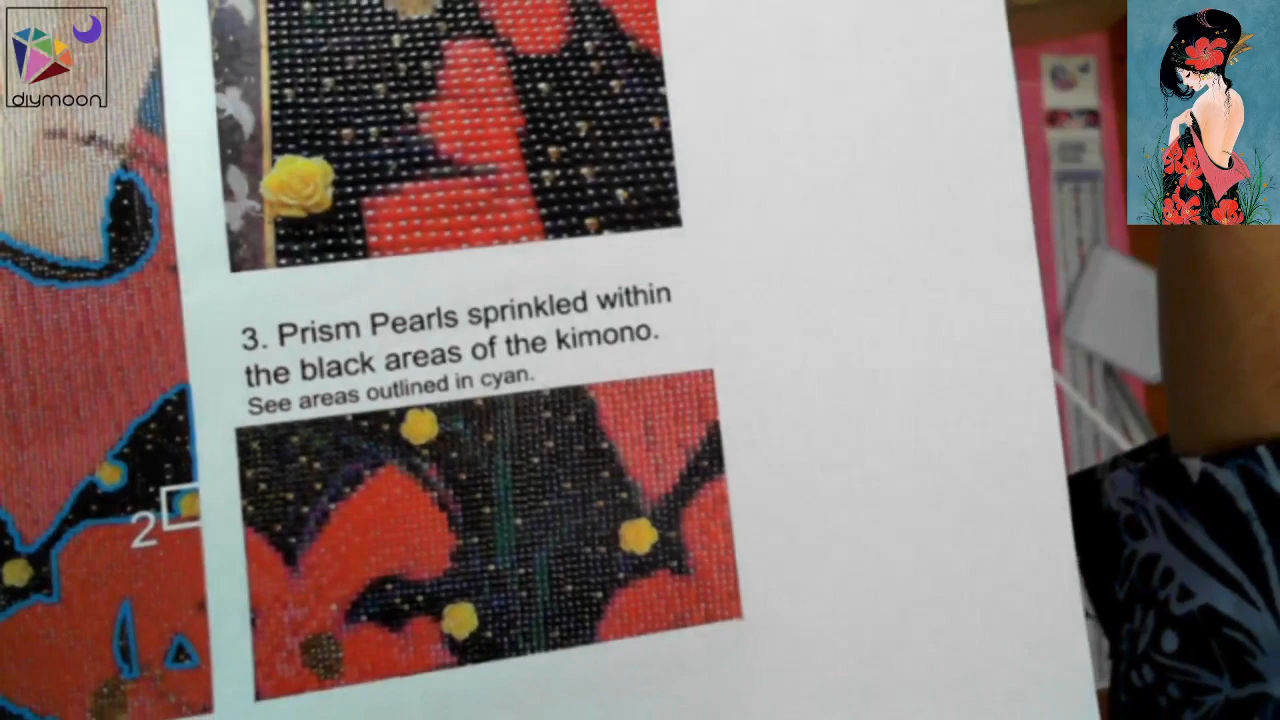 diymoon
3. Prism Pearls sprinkled within
the black areas of the kimono.
See areas outlined in cyan.
2